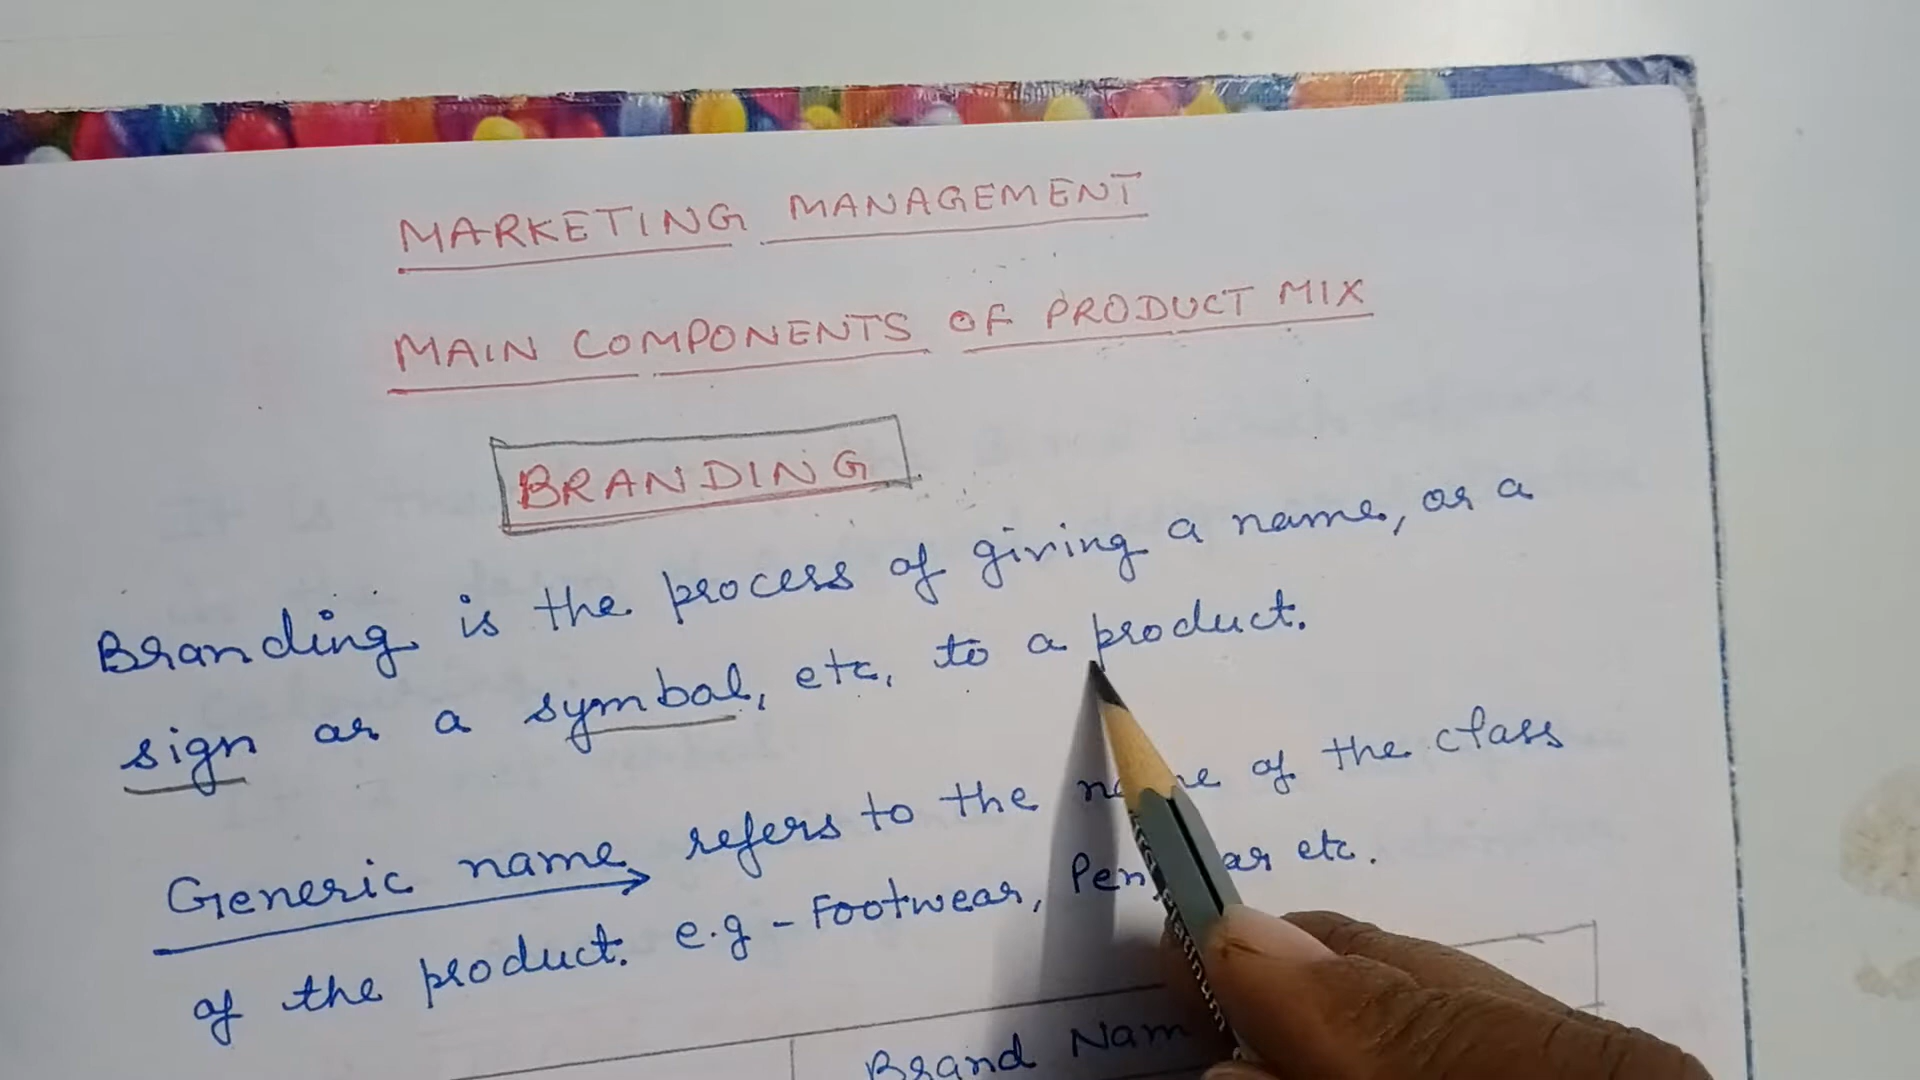 MARKETING MANAGEMENT
MAIN COMPONENTS OF PRODUCT MIX
BRANDING
Branding is the process of giving a name, or a
sign or a symbol, etc, to a product.
Generic name refers to the of the class
of the product. e.g - Footwear, Pen, etc.
Brand Nam